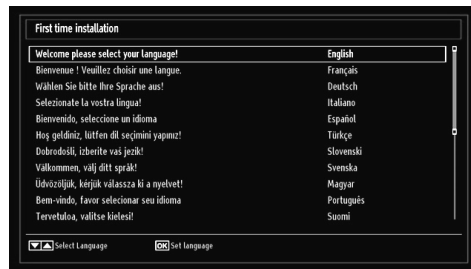 First time installation
Welcome please select your language! English
Bienvenue ! Veuillez choisir une langue. Français
Wählen Sie bitte Ihre Sprache aus! Deutsch
Selezionate la vostra lingua! Italiano
Bienvenido, seleccione un idioma Español
Hoş geldiniz, lütfen dil seçimini yapınız! Türkçe
Dobrodošli, izberite vaš jezik! Slovenski
Välkommen, välj ditt språk! Svenska
Üdvözöljük, kérjük válassza ki a nyelvet! Magyar
Bem-vindo, favor selecionar seu idioma Português
Tervetuloa, valitse kielesi! Suomi
Select Language OK Set language